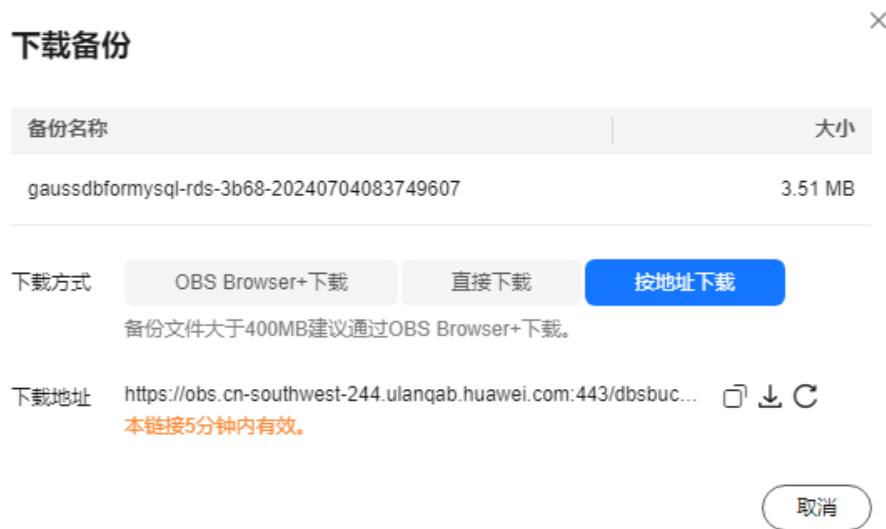 下载备份
备份名称 大小
gaussdbformysql-rds-3b68-20240704083749607 3.51 MB
下载方式 OBS Browser+下载 直接下载 按地址下载
备份文件大于400MB建议通过OBS Browser+下载。
下载地址 https://obs.cn-southwest-244.ulanqab.huawei.com:443/dbsbuc...
本链接5分钟内有效。
取消